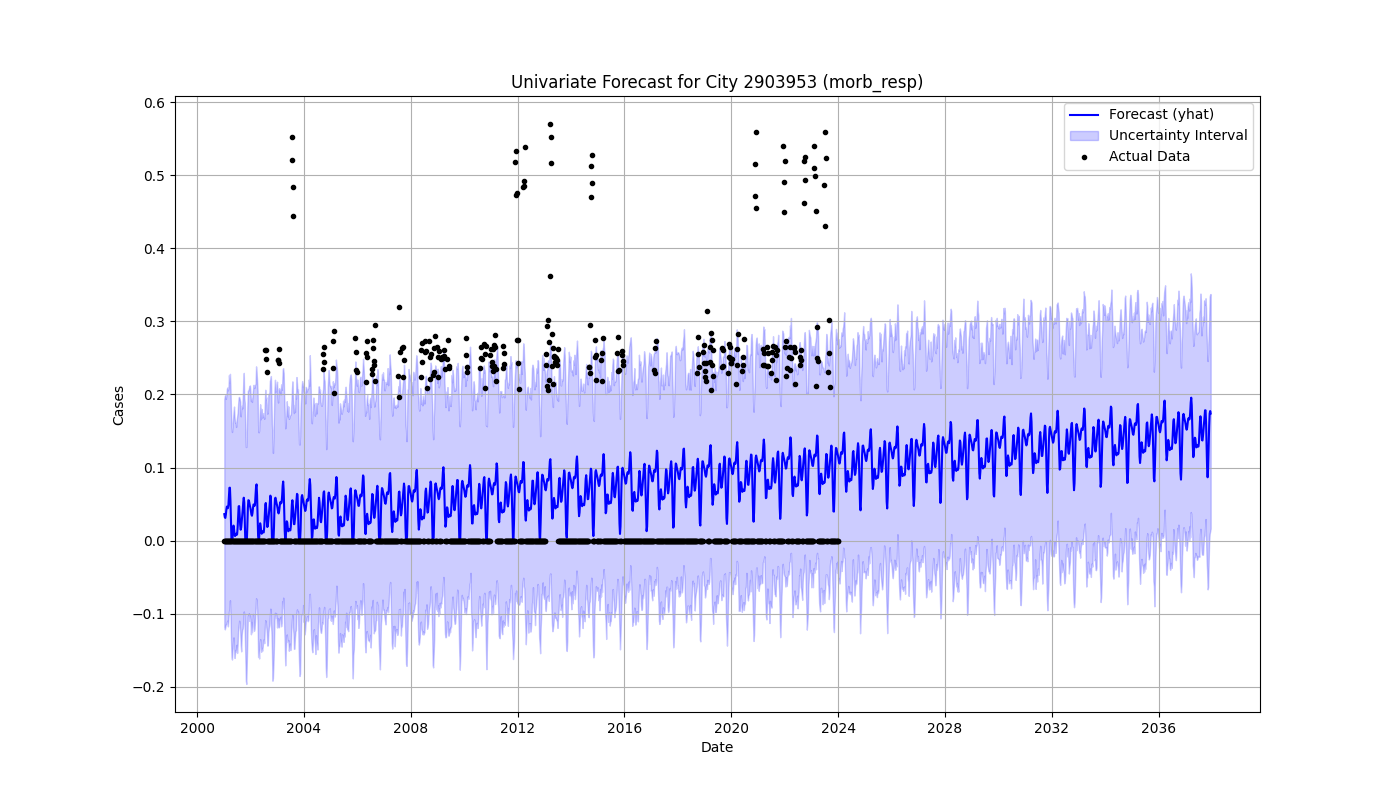 Univariate Forecast for City 2903953 (morb_resp)
Forecast (yhat)
Uncertainty Interval
Actual Data
0.6
0.5
0.4
0.3
0.2
0.1
0.0
−0.1
−0.2
Cases
2000 2004 2008 2012 2016 2020 2024 2028 2032 2036
Date